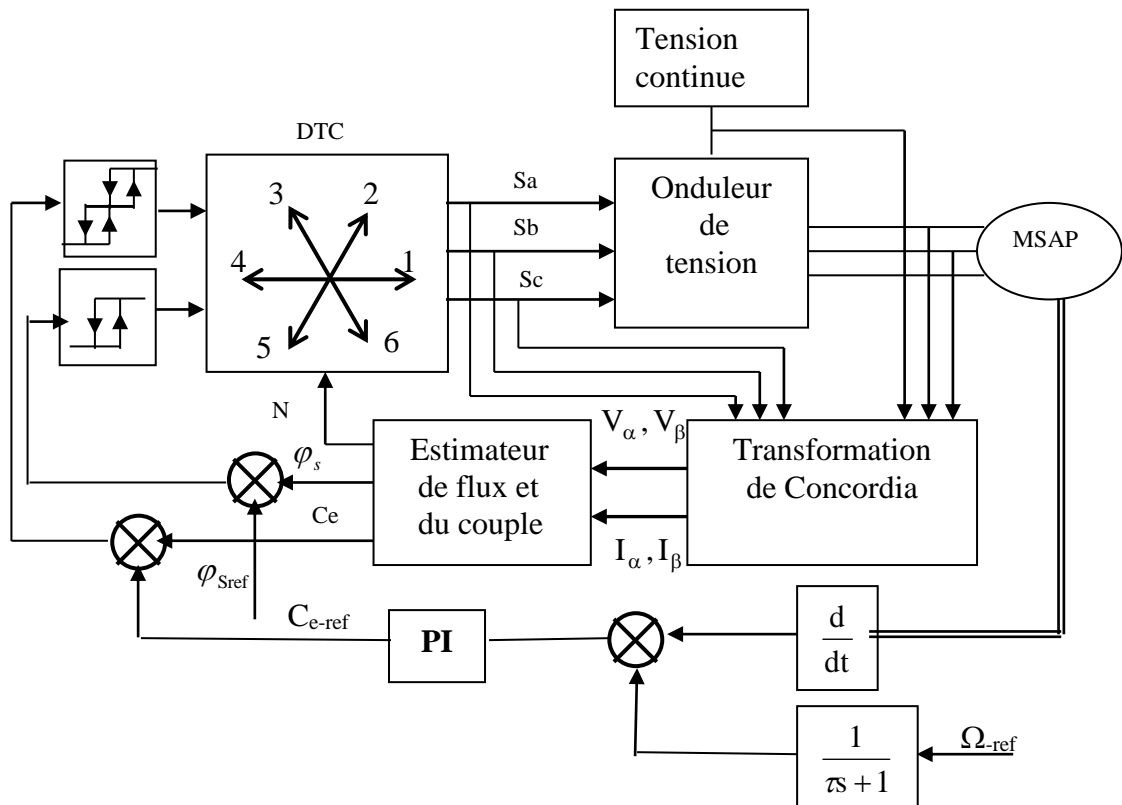 Tension
continue
DTC
3
2
4
1
5
6
Sa
Sb
Sc
Onduleur
de
tension
MSAP
N
φs
Ce
Estimateur
de flux et
du couple
Vα , Vβ
Iα , Iβ
Transformation
de Concordia
φSref
Ce-ref
PI
d
dt
1
τs + 1
Ω-ref